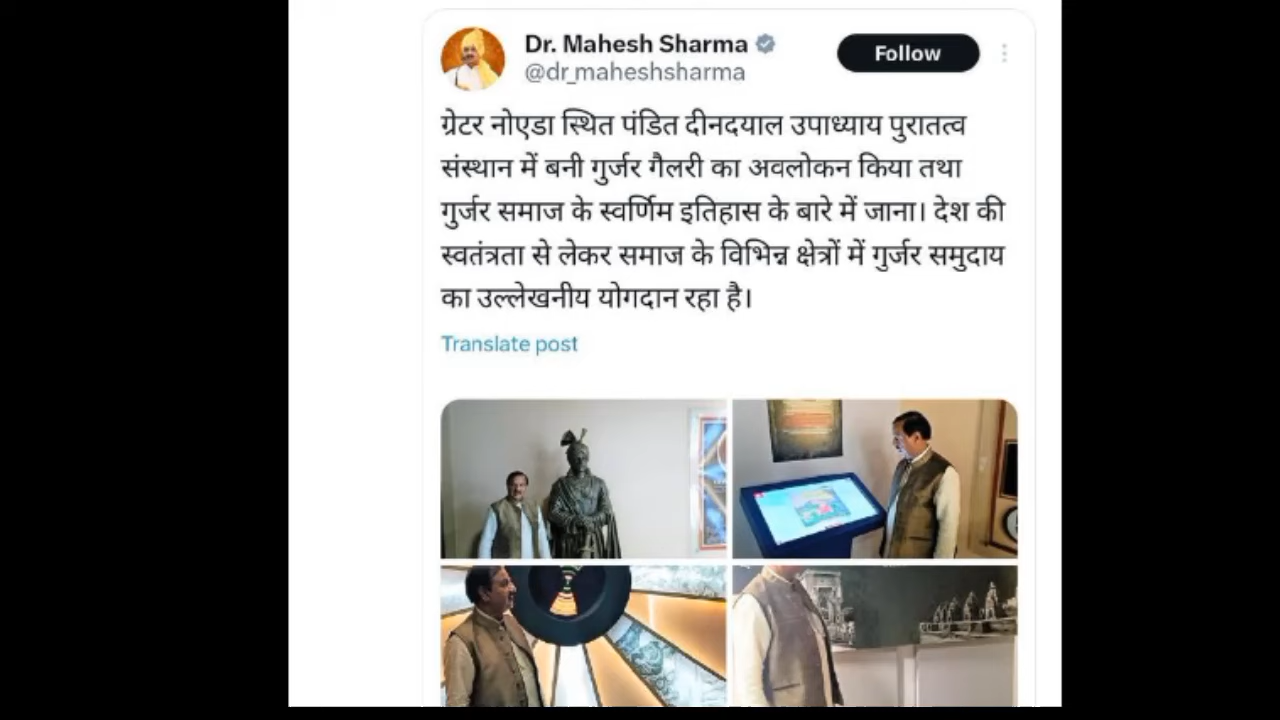 Dr. Mahesh Sharma
@dr_maheshsharma
Follow
ग्रेटर नोएडा स्थित पंडित दीनदयाल उपाध्याय पुरातत्व
संस्थान में बनी गुर्जर गैलरी का अवलोकन किया तथा
गुर्जर समाज के स्वर्णिम इतिहास के बारे में जाना। देश की
स्वतंत्रता से लेकर समाज के विभिन्न क्षेत्रों में गुर्जर समुदाय
का उल्लेखनीय योगदान रहा है।
Translate post